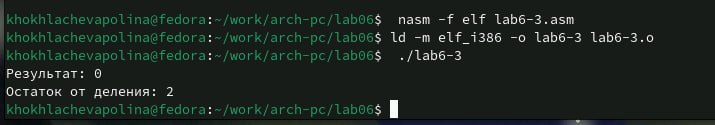 khokhlachevapolina@fedora:~/work/arch-pc/lab06$  nasm -f elf lab6-3.asm
khokhlachevapolina@fedora:~/work/arch-pc/lab06$ ld -m elf_i386 -o lab6-3 lab6-3.o
khokhlachevapolina@fedora:~/work/arch-pc/lab06$  ./lab6-3
Результат: 0
Остаток от деления: 2
khokhlachevapolina@fedora:~/work/arch-pc/lab06$